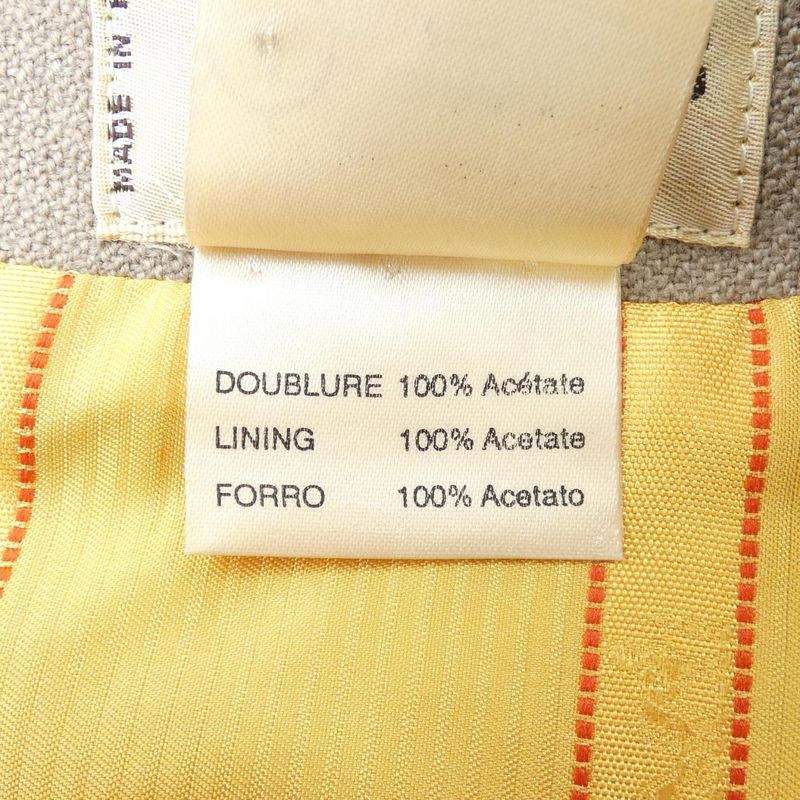 MADE IN
DOUBLURE 100% Acétate
LINING 100% Acetate
FORRO 100% Acetato